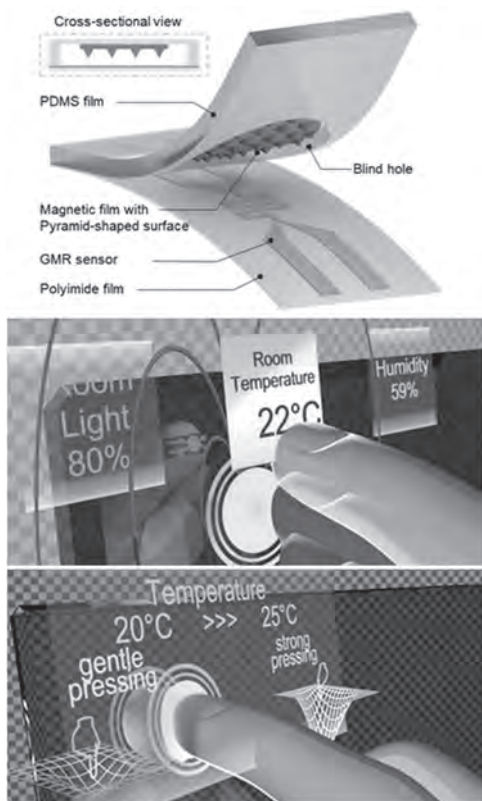 Cross-sectional view
PDMS film
Blind hole
Magnetic film with
Pyramid-shaped surface
GMR sensor
Polyimide film
Room
Light
80%
Room
Temperature
22°C
Humidity
59%
Temperature
20°C >>> 25°C
gentle
pressing
strong
pressing